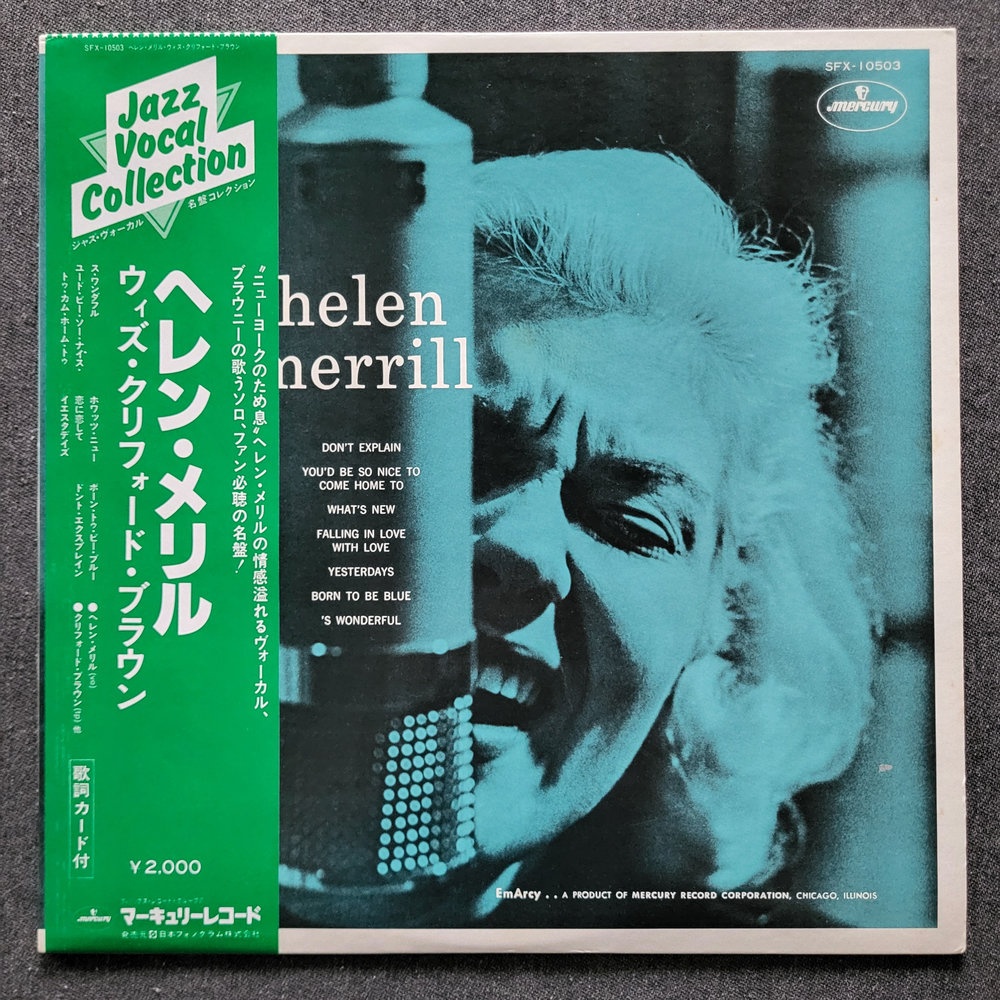 SFX-10503 ヘレン・メリル・ウィズ・クリフォード・ブラウン
Jazz
Vocal
Collection
ジャズ・ヴォーカル
名盤コレクション
“ニューヨークのため息”ヘレン・メリルの情感溢れるヴォーカル、
ブラウニーの歌うソロ、ファン必聴の名盤！
ヘレン・メリル
ウィズ・クリフォード・ブラウン
ス・ワンダフル
ユード・ビー・ソー・ナイス・
トゥ・カム・ホーム・トゥ
ホワッツ・ニュー
恋に恋して
イエスタデイズ
ボーン・トゥ・ビー・ブルー
ドント・エクスプレイン
●ヘレン・メリル(vo)
●クリフォード・ブラウン(tp) 他
歌詞カード付
￥2,000
mercury
マーキュリーレコード
発売元 日本フォノグラム株式会社
SFX-10503
mercury
helen
merrill
DON'T EXPLAIN
YOU'D BE SO NICE TO
COME HOME TO
WHAT'S NEW
FALLING IN LOVE
WITH LOVE
YESTERDAYS
BORN TO BE BLUE
'S WONDERFUL
EmArcy . . A PRODUCT OF MERCURY RECORD CORPORATION, CHICAGO, ILLINOIS